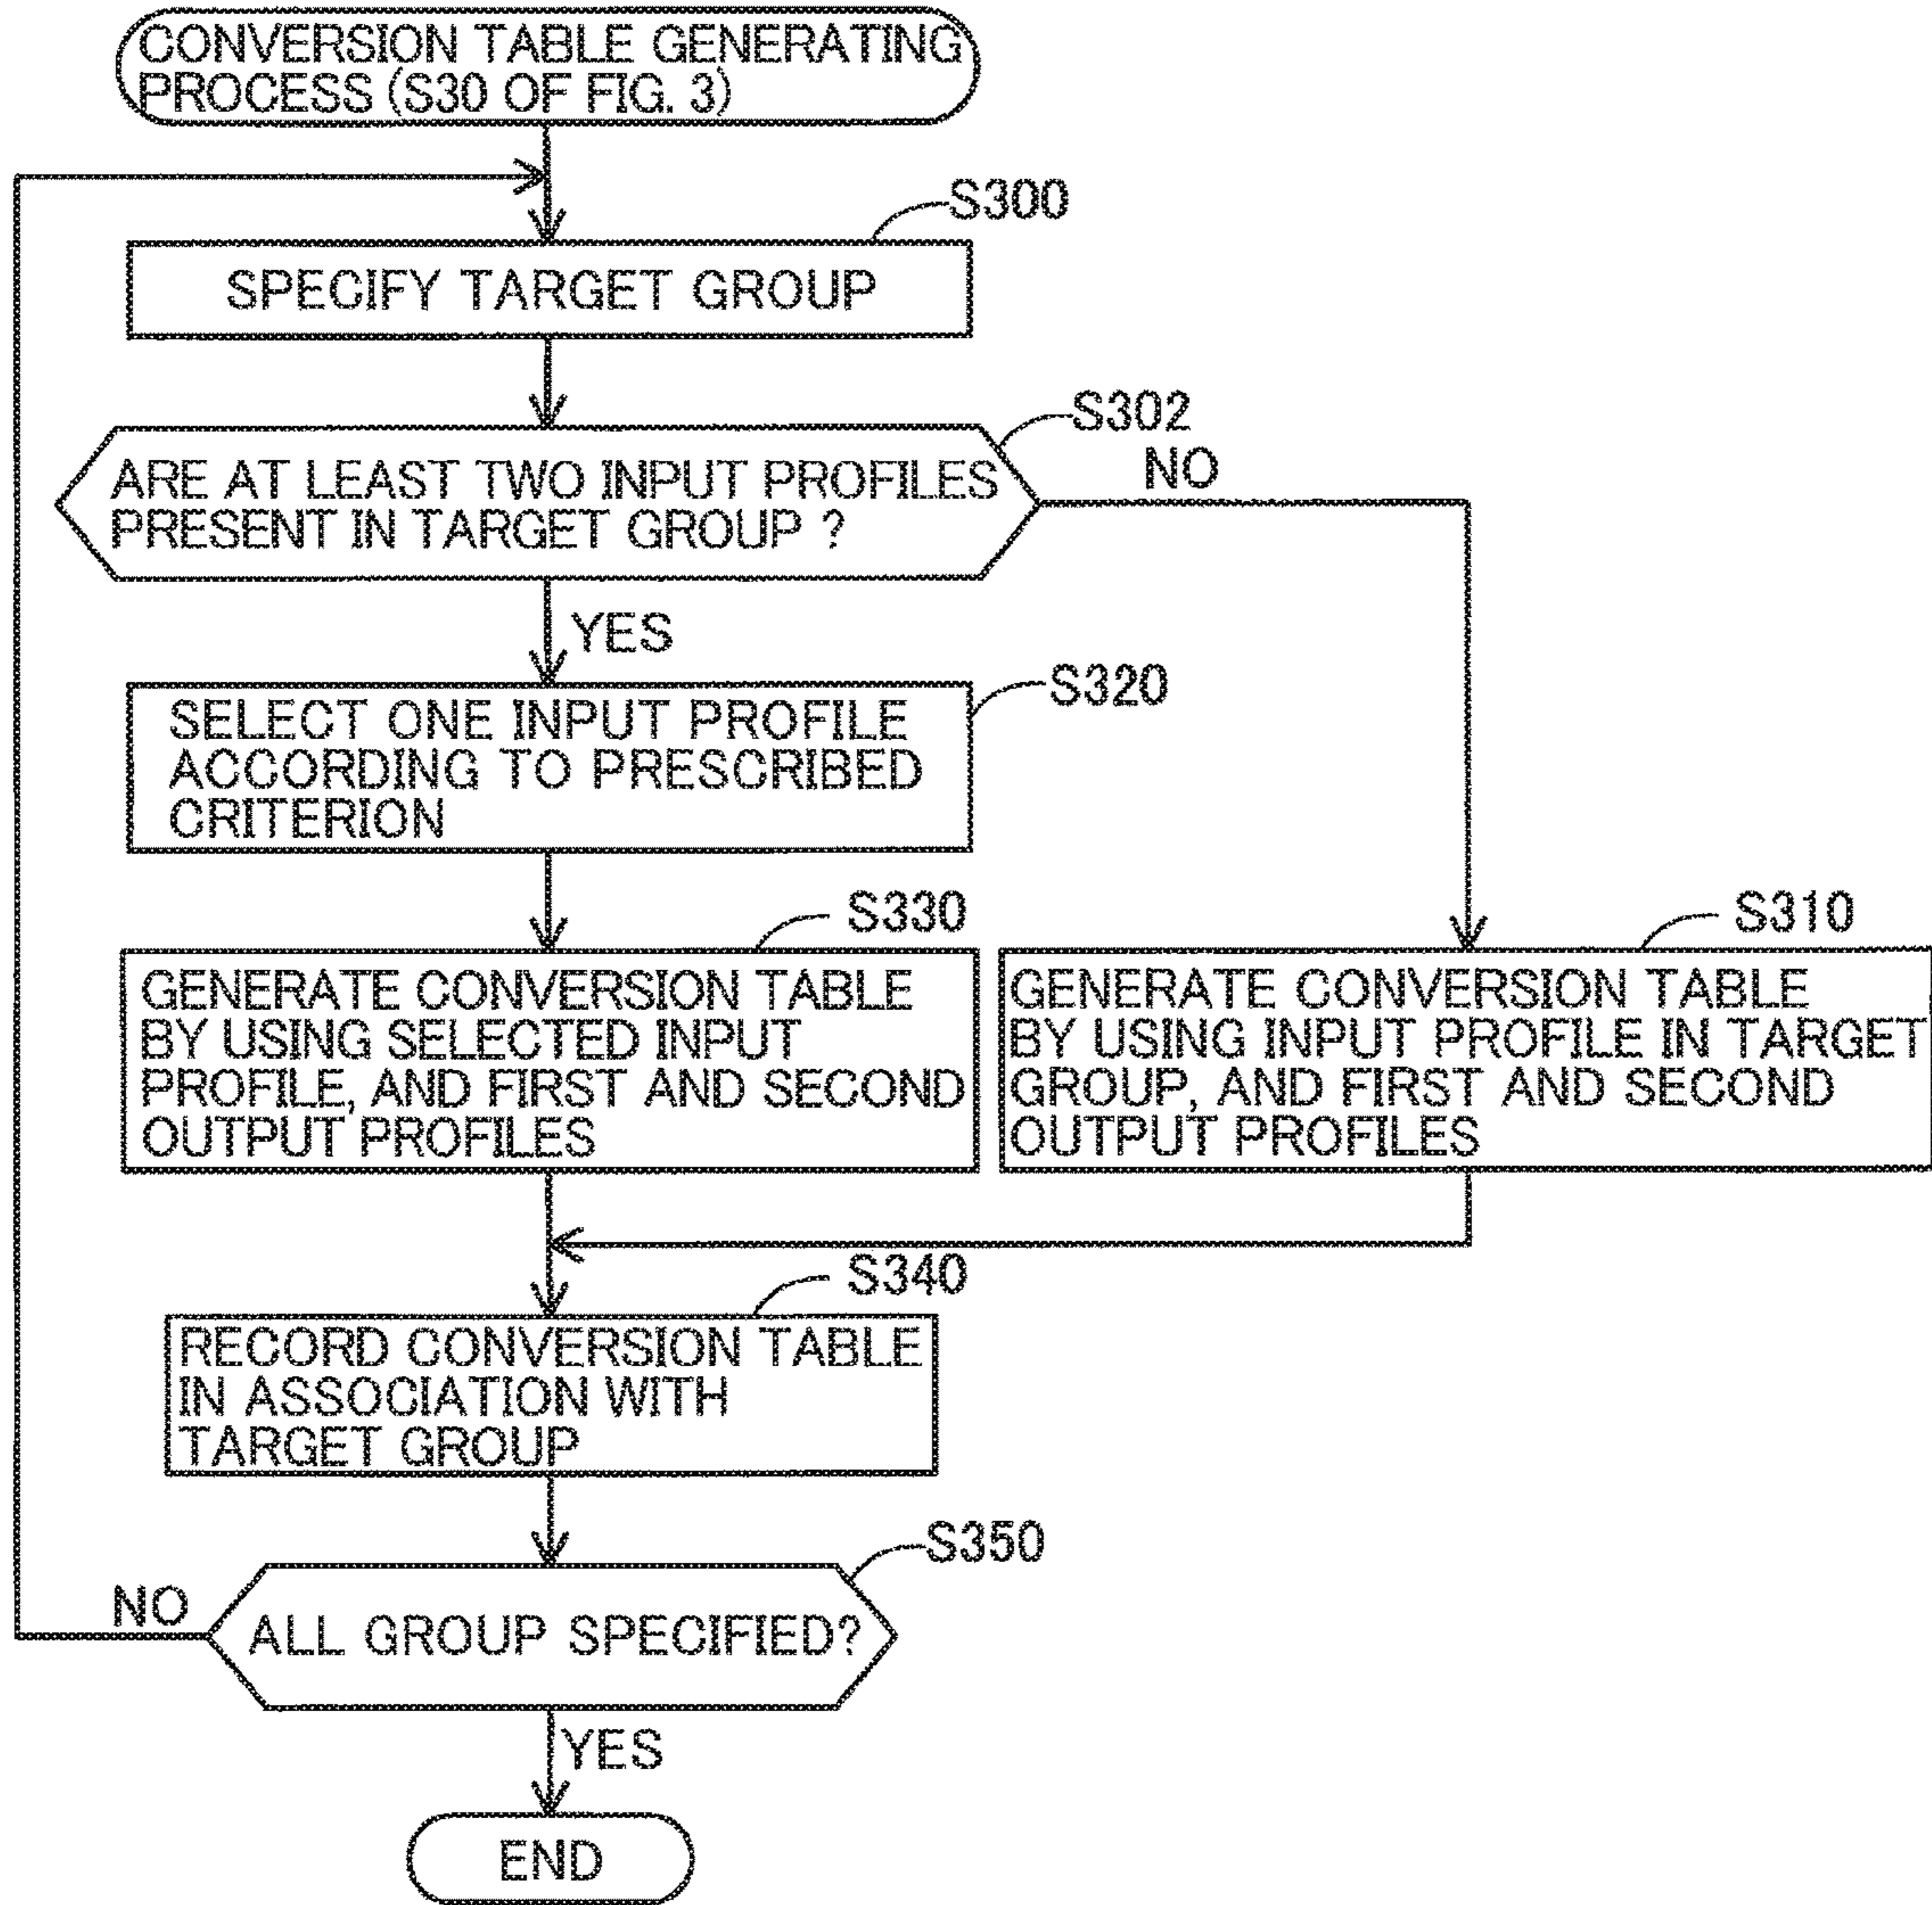 CONVERSION TABLE GENERATING
PROCESS (S30 OF FIG. 3)
S300
SPECIFY TARGET GROUP
S302
ARE AT LEAST TWO INPUT PROFILES
PRESENT IN TARGET GROUP ?
NO
YES
S320
SELECT ONE INPUT PROFILE
ACCORDING TO PRESCRIBED
CRITERION
S330
GENERATE CONVERSION TABLE
BY USING SELECTED INPUT
PROFILE, AND FIRST AND SECOND
OUTPUT PROFILES
S310
GENERATE CONVERSION TABLE
BY USING INPUT PROFILE IN TARGET
GROUP, AND FIRST AND SECOND
OUTPUT PROFILES
S340
RECORD CONVERSION TABLE
IN ASSOCIATION WITH
TARGET GROUP
S350
NO
ALL GROUP SPECIFIED?
YES
END